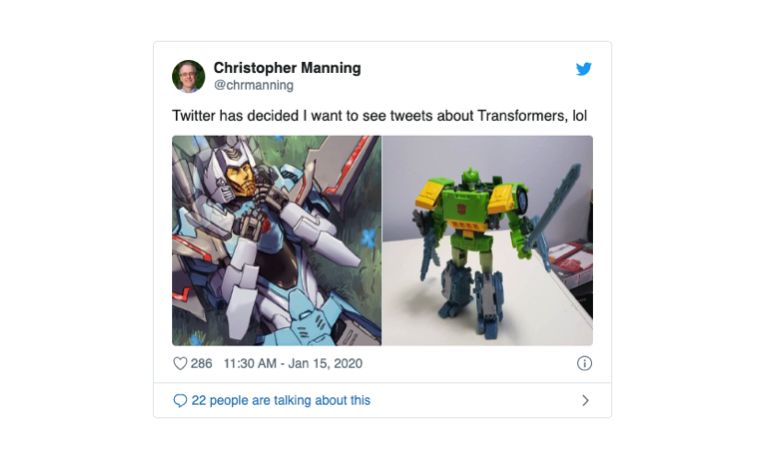 Christopher Manning
@chrmanning
Twitter has decided I want to see tweets about Transformers, lol
286 11:30 AM - Jan 15, 2020
22 people are talking about this